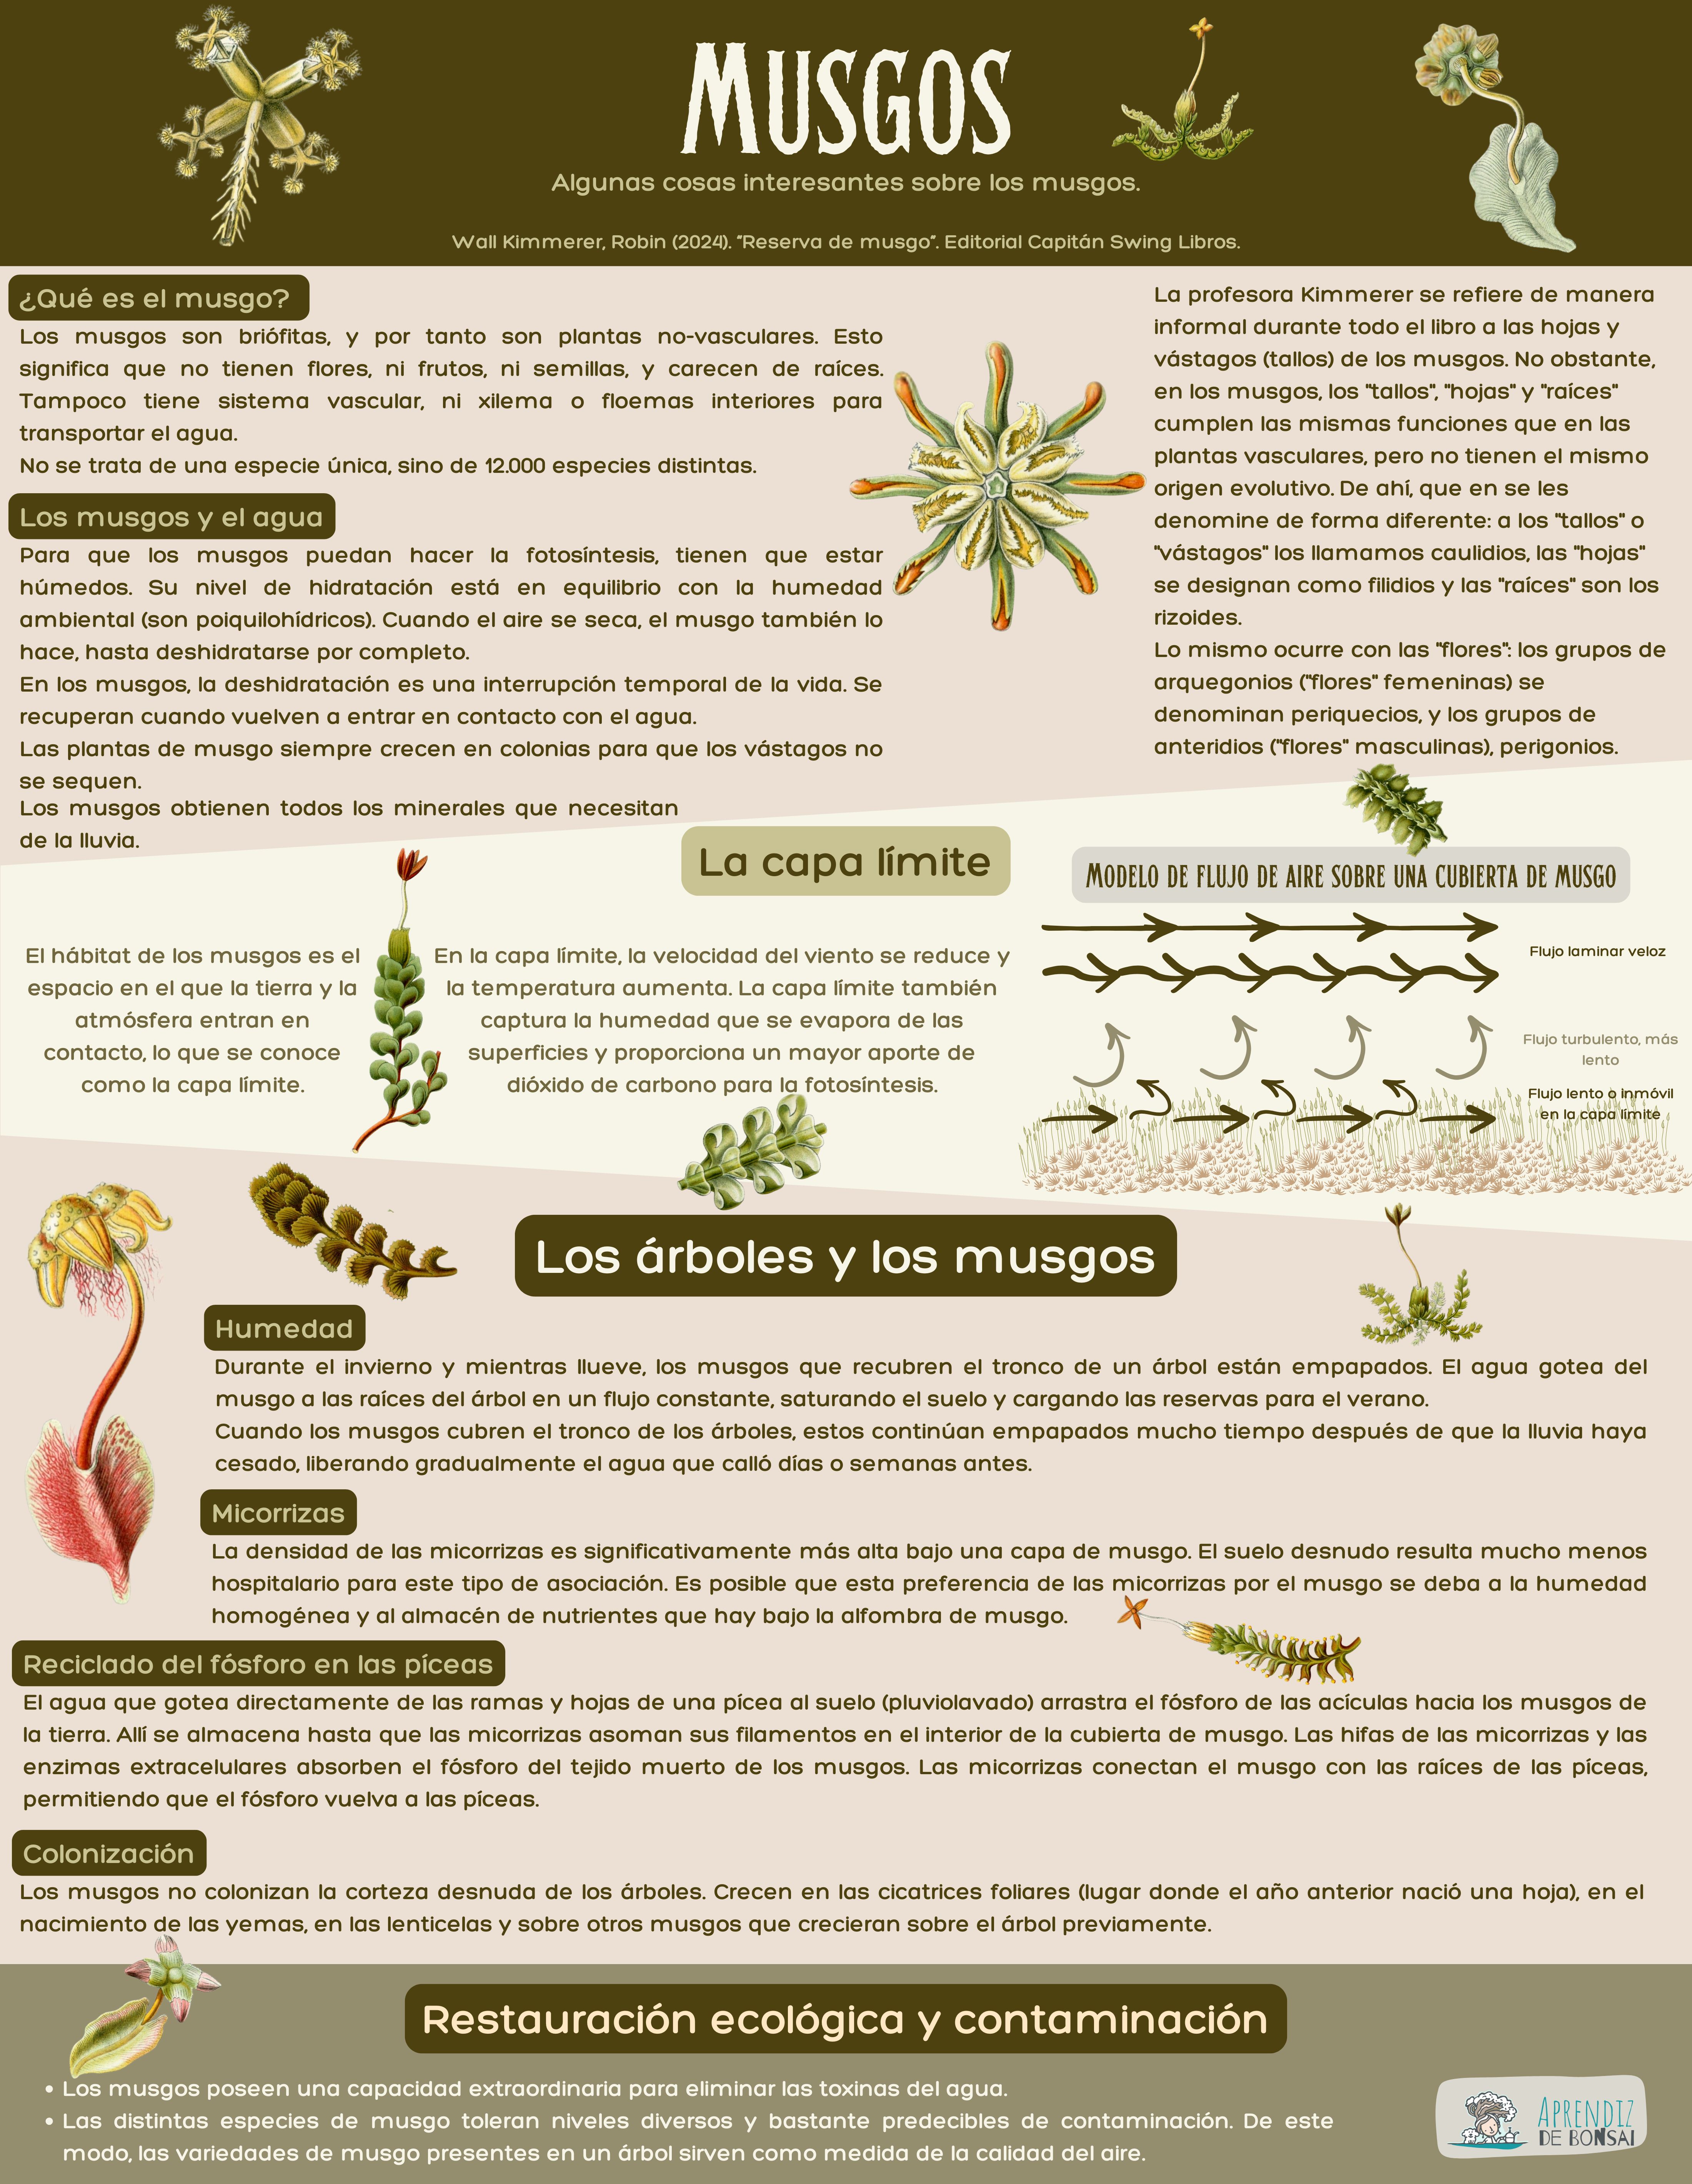 MUSGOS
Algunas cosas interesantes sobre los musgos.
Wall Kimmerer, Robin (2024). "Reserva de musgo". Editorial Capitán Swing Libros.
¿Qué es el musgo?
Los musgos son briófitas, y por tanto son plantas no-vasculares. Esto
significa que no tienen flores, ni frutos, ni semillas, y carecen de raíces.
Tampoco tiene sistema vascular, ni xilema o floemas interiores para
transportar el agua.
No se trata de una especie única, sino de 12.000 especies distintas.
Los musgos y el agua
Para que los musgos puedan hacer la fotosíntesis, tienen que estar
húmedos. Su nivel de hidratación está en equilibrio con la humedad
ambiental (son poiquilohídricos). Cuando el aire se seca, el musgo también lo
hace, hasta deshidratarse por completo.
En los musgos, la deshidratación es una interrupción temporal de la vida. Se
recuperan cuando vuelven a entrar en contacto con el agua.
Las plantas de musgo siempre crecen en colonias para que los vástagos no
se sequen.
Los musgos obtienen todos los minerales que necesitan
de la lluvia.
La profesora Kimmerer se refiere de manera
informal durante todo el libro a las hojas y
vástagos (tallos) de los musgos. No obstante,
en los musgos, los "tallos", "hojas" y "raíces"
cumplen las mismas funciones que en las
plantas vasculares, pero no tienen el mismo
origen evolutivo. De ahí, que en se les
denomine de forma diferente: a los "tallos" o
"vástagos" los llamamos caulidios, las "hojas"
se designan como filidios y las "raíces" son los
rizoides.
Lo mismo ocurre con las "flores": los grupos de
arquegonios ("flores" femeninas) se
denominan periquecios, y los grupos de
anteridios ("flores" masculinas), perigonios.
La capa límite
El hábitat de los musgos es el
espacio en el que la tierra y la
atmósfera entran en
contacto, lo que se conoce
como la capa límite.
En la capa límite, la velocidad del viento se reduce y
la temperatura aumenta. La capa límite también
captura la humedad que se evapora de las
superficies y proporciona un mayor aporte de
dióxido de carbono para la fotosíntesis.
MODELO DE FLUJO DE AIRE SOBRE UNA CUBIERTA DE MUSGO
Flujo laminar veloz
Flujo turbulento, más
lento
Flujo lento o inmóvil
en la capa límite
Los árboles y los musgos
Humedad
Durante el invierno y mientras llueve, los musgos que recubren el tronco de un árbol están empapados. El agua gotea del
musgo a las raíces del árbol en un flujo constante, saturando el suelo y cargando las reservas para el verano.
Cuando los musgos cubren el tronco de los árboles, estos continúan empapados mucho tiempo después de que la lluvia haya
cesado, liberando gradualmente el agua que calló días o semanas antes.
Micorrizas
La densidad de las micorrizas es significativamente más alta bajo una capa de musgo. El suelo desnudo resulta mucho menos
hospitalario para este tipo de asociación. Es posible que esta preferencia de las micorrizas por el musgo se deba a la humedad
homogénea y al almacén de nutrientes que hay bajo la alfombra de musgo.
Reciclado del fósforo en las píceas
El agua que gotea directamente de las ramas y hojas de una pícea al suelo (pluviolavado) arrastra el fósforo de las acículas hacia los musgos de
la tierra. Allí se almacena hasta que las micorrizas asoman sus filamentos en el interior de la cubierta de musgo. Las hifas de las micorrizas y las
enzimas extracelulares absorben el fósforo del tejido muerto de los musgos. Las micorrizas conectan el musgo con las raíces de las píceas,
permitiendo que el fósforo vuelva a las píceas.
Colonización
Los musgos no colonizan la corteza desnuda de los árboles. Crecen en las cicatrices foliares (lugar donde el año anterior nació una hoja), en el
nacimiento de las yemas, en las lenticelas y sobre otros musgos que crecieran sobre el árbol previamente.
Restauración ecológica y contaminación
• Los musgos poseen una capacidad extraordinaria para eliminar las toxinas del agua.
• Las distintas especies de musgo toleran niveles diversos y bastante predecibles de contaminación. De este
modo, las variedades de musgo presentes en un árbol sirven como medida de la calidad del aire.
APRENDIZ
DE BONSAI